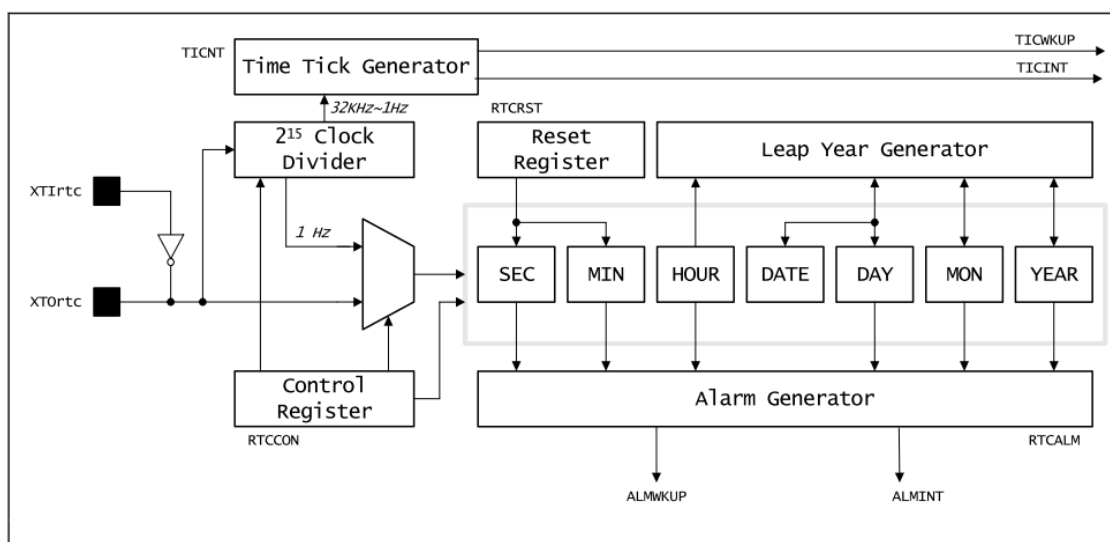 TICNT
Time Tick Generator
TICWKUP
TICINT
32KHz~1Hz
2¹⁵ Clock
Divider
RTCRST
Reset
Register
Leap Year Generator
XTIrtc
1 Hz
SEC
MIN
HOUR
DATE
DAY
MON
YEAR
XTOrtc
Control
Register
Alarm Generator
RTCCON
RTCALM
ALMWKUP
ALMINT